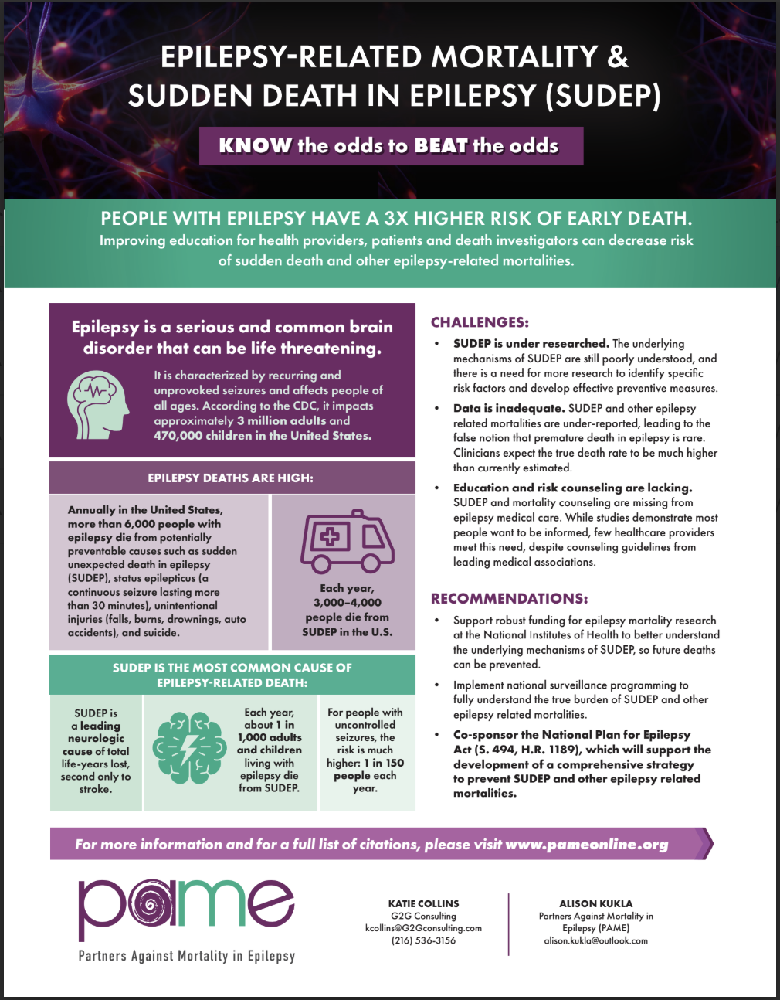 EPILEPSY-RELATED MORTALITY &
SUDDEN DEATH IN EPILEPSY (SUDEP)
KNOW the odds to BEAT the odds
PEOPLE WITH EPILEPSY HAVE A 3X HIGHER RISK OF EARLY DEATH.
Improving education for health providers, patients and death investigators can decrease risk
of sudden death and other epilepsy-related mortalities.
Epilepsy is a serious and common brain
disorder that can be life threatening.
It is characterized by recurring and
unprovoked seizures and affects people of
all ages. According to the CDC, it impacts
approximately 3 million adults and
470,000 children in the United States.
EPILEPSY DEATHS ARE HIGH:
Annually in the United States,
more than 6,000 people with
epilepsy die from potentially
preventable causes such as sudden
unexpected death in epilepsy
(SUDEP), status epilepticus (a
continuous seizure lasting more
than 30 minutes), unintentional
injuries (falls, burns, drownings, auto
accidents), and suicide.
Each year,
3,000–4,000
people die from
SUDEP in the U.S.
SUDEP IS THE MOST COMMON CAUSE OF
EPILEPSY-RELATED DEATH:
SUDEP is
a leading
neurologic
cause of total
life-years lost,
second only to
stroke.
Each year,
about 1 in
1,000 adults
and children
living with
epilepsy die
from SUDEP.
For people with
uncontrolled
seizures, the
risk is much
higher: 1 in 150
people each
year.
CHALLENGES:
• SUDEP is under researched. The underlying
mechanisms of SUDEP are still poorly understood, and
there is a need for more research to identify specific
risk factors and develop effective preventive measures.
• Data is inadequate. SUDEP and other epilepsy
related mortalities are under-reported, leading to the
false notion that premature death in epilepsy is rare.
Clinicians expect the true death rate to be much higher
than currently estimated.
• Education and risk counseling are lacking.
SUDEP and mortality counseling are missing from
epilepsy medical care. While studies demonstrate most
people want to be informed, few healthcare providers
meet this need, despite counseling guidelines from
leading medical associations.
RECOMMENDATIONS:
• Support robust funding for epilepsy mortality research
at the National Institutes of Health to better understand
the underlying mechanisms of SUDEP, so future deaths
can be prevented.
• Implement national surveillance programming to
fully understand the true burden of SUDEP and other
epilepsy related mortalities.
• Co-sponsor the National Plan for Epilepsy
Act (S. 494, H.R. 1189), which will support the
development of a comprehensive strategy
to prevent SUDEP and other epilepsy related
mortalities.
For more information and for a full list of citations, please visit www.pameonline.org
pame
Partners Against Mortality in Epilepsy
KATIE COLLINS
G2G Consulting
kcollins@G2Gconsulting.com
(216) 536-3156
ALISON KUKLA
Partners Against Mortality in
Epilepsy (PAME)
alison.kukla@outlook.com